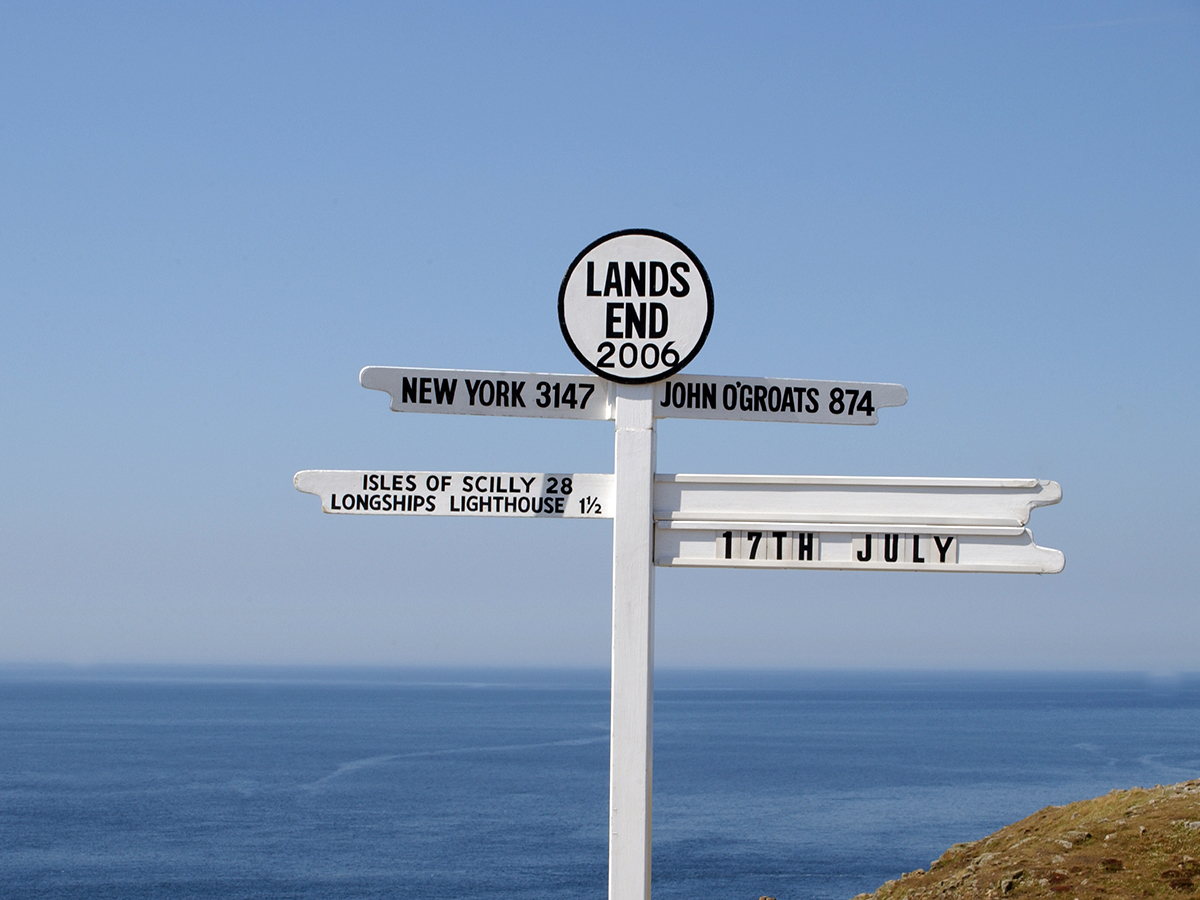 LANDS
END
2006
NEW YORK 3147
JOHN O'GROATS 874
ISLES OF SCILLY 28
LONGSHIPS LIGHTHOUSE 1½
17TH JULY